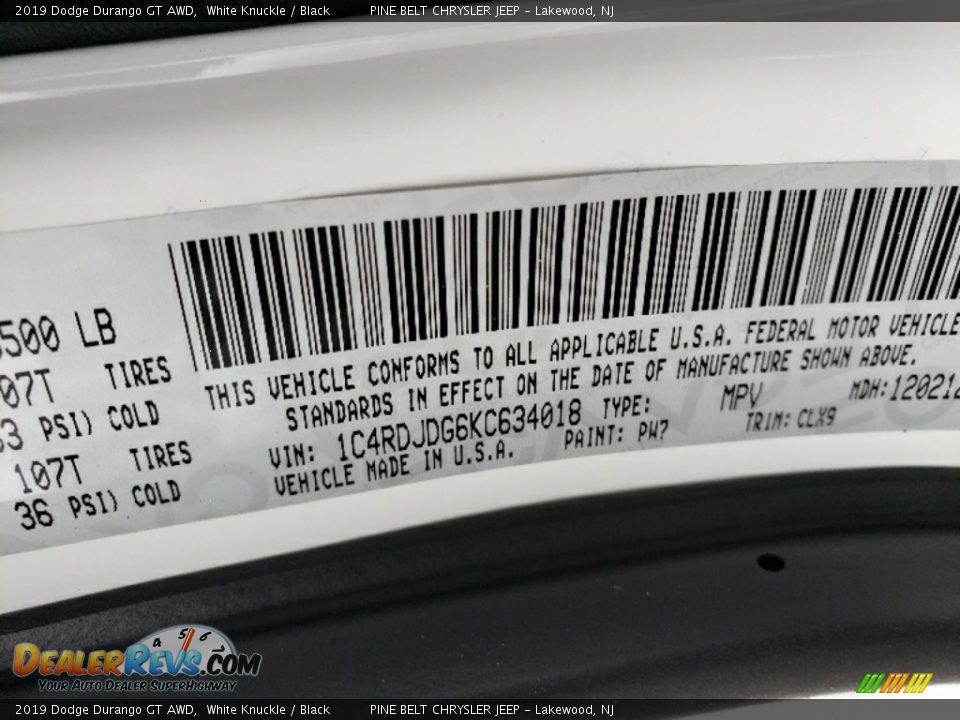 2019 Dodge Durango GT AWD, White Knuckle / Black PINE BELT CHRYSLER JEEP - Lakewood, NJ
500 LB
07T TIRES
PSI) COLD
107T TIRES
36 PSI) COLD
THIS VEHICLE CONFORMS TO ALL APPLICABLE U.S.A. FEDERAL MOTOR VEHICLE
STANDARDS IN EFFECT ON THE DATE OF MANUFACTURE SHOWN ABOVE.
VIN: 1C4RDJDG6KC634018 TYPE: MPV MDH: 120212
VEHICLE MADE IN U.S.A. PAINT: PW7 TRIM: CLX9
4 5 6
DEALERREVS.COM
YOUR AUTO DEALER SUPERHIGHWAY
2019 Dodge Durango GT AWD, White Knuckle / Black PINE BELT CHRYSLER JEEP - Lakewood, NJ